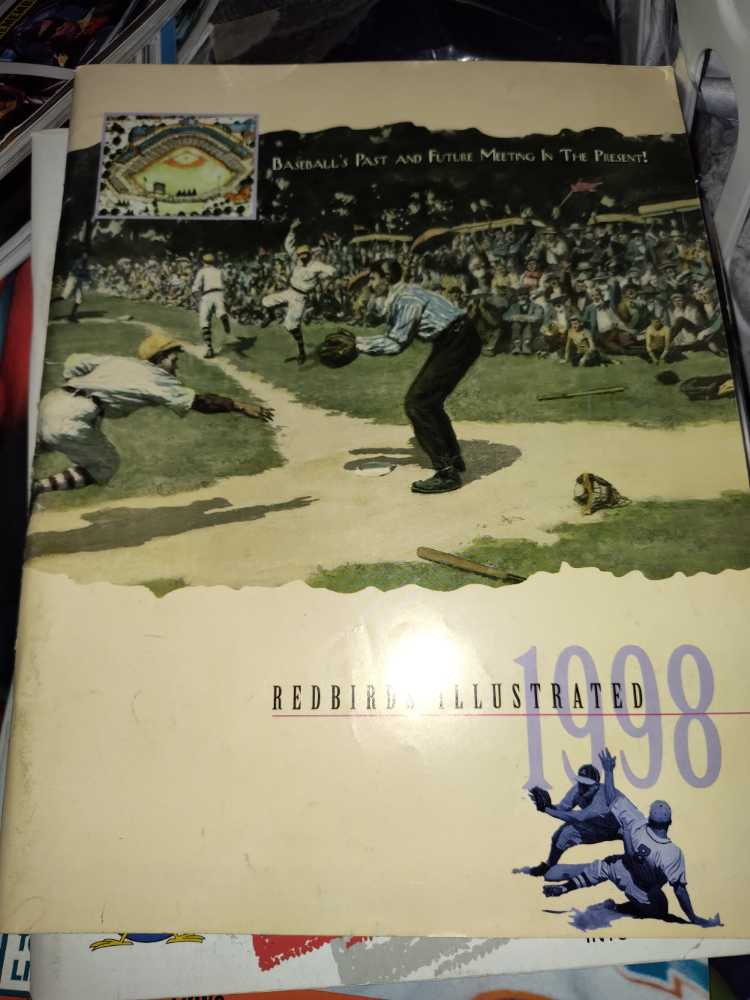 BASEBALL'S PAST AND FUTURE MEETING IN THE PRESENT!
REDBIRDS ILLUSTRATED
1998